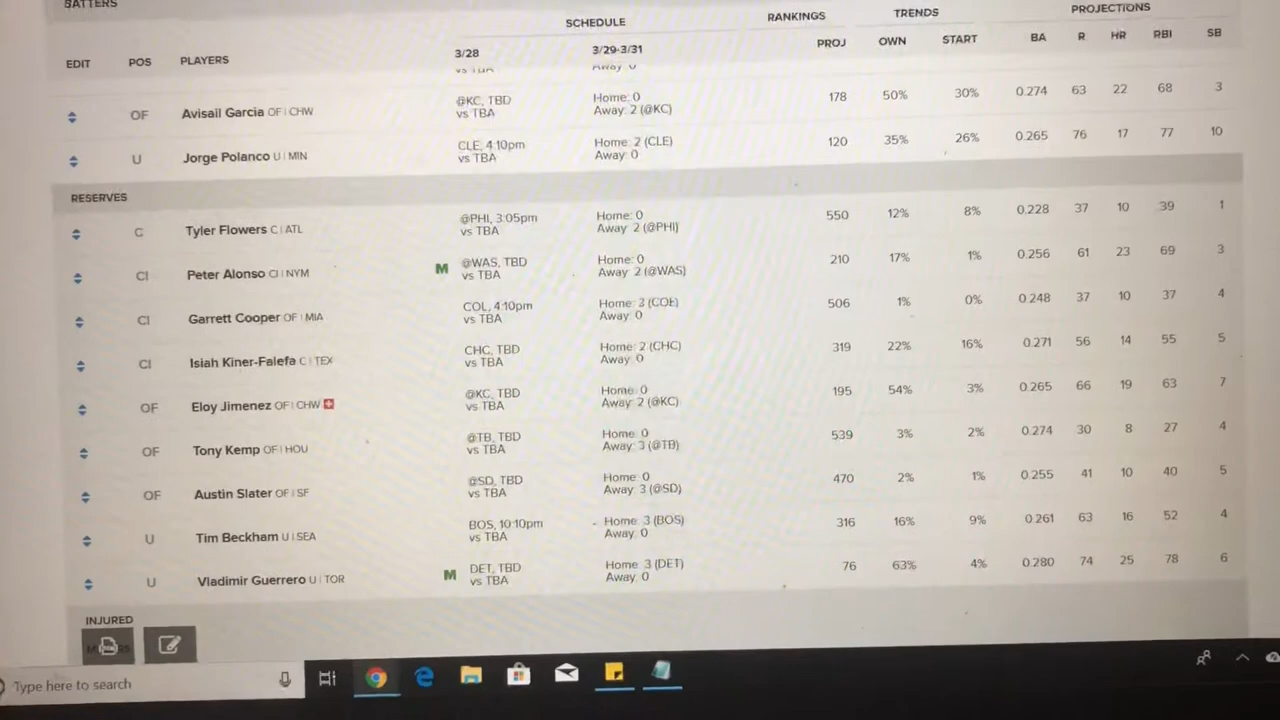 BATTERS
SCHEDULE RANKINGS TRENDS PROJECTIONS
EDIT POS PLAYERS 3/28 3/29-3/31 PROJ OWN START BA R HR RBI SB
vs TBA Away: 0
OF Avisail Garcia OF | CHW @KC, TBD Home: 0 178 50% 30% 0.274 63 22 68 3
vs TBA Away: 2 (@KC)
U Jorge Polanco U | MIN CLE, 4:10pm Home: 2 (CLE) 120 35% 26% 0.265 76 17 77 10
vs TBA Away: 0
RESERVES
C Tyler Flowers C | ATL @PHI, 3:05pm Home: 0 550 12% 8% 0.228 37 10 39 1
vs TBA Away: 2 (@PHI)
CI Peter Alonso CI | NYM M @WAS, TBD Home: 0 210 17% 1% 0.256 61 23 69 3
vs TBA Away: 2 (@WAS)
CI Garrett Cooper OF | MIA COL, 4:10pm Home: 3 (COL) 506 1% 0% 0.248 37 10 37 4
vs TBA Away: 0
CI Isiah Kiner-Falefa C | TEX CHC, TBD Home: 2 (CHC) 319 22% 16% 0.271 56 14 55 5
vs TBA Away: 0
OF Eloy Jimenez OF | CHW @KC, TBD Home: 0 195 54% 3% 0.265 66 19 63 7
vs TBA Away: 2 (@KC)
OF Tony Kemp OF | HOU @TB, TBD Home: 0 539 3% 2% 0.274 30 8 27 4
vs TBA Away: 3 (@TB)
OF Austin Slater OF | SF @SD, TBD Home: 0 470 2% 1% 0.255 41 10 40 5
vs TBA Away: 3 (@SD)
U Tim Beckham U | SEA BOS, 10:10pm Home: 3 (BOS) 316 16% 9% 0.261 63 16 52 4
vs TBA Away: 0
U Vladimir Guerrero U | TOR M DET, TBD Home: 3 (DET) 76 63% 4% 0.280 74 25 78 6
vs TBA Away: 0
INJURED
Type here to search